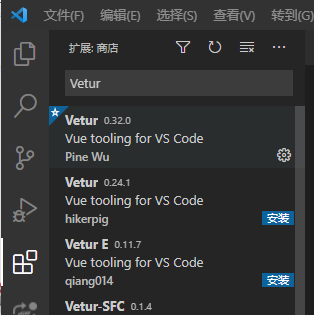 文件(F) 编辑(E) 选择(S) 查看(V) 转到(G)
扩展: 商店
Vetur
Vetur 0.32.0
Vue tooling for VS Code
Pine Wu
Vetur 0.24.1
Vue tooling for VS Code
hikerpig 安装
Vetur E 0.11.7
Vue tooling for VS Code
qiang014 安装
Vetur-SFC 0.1.4